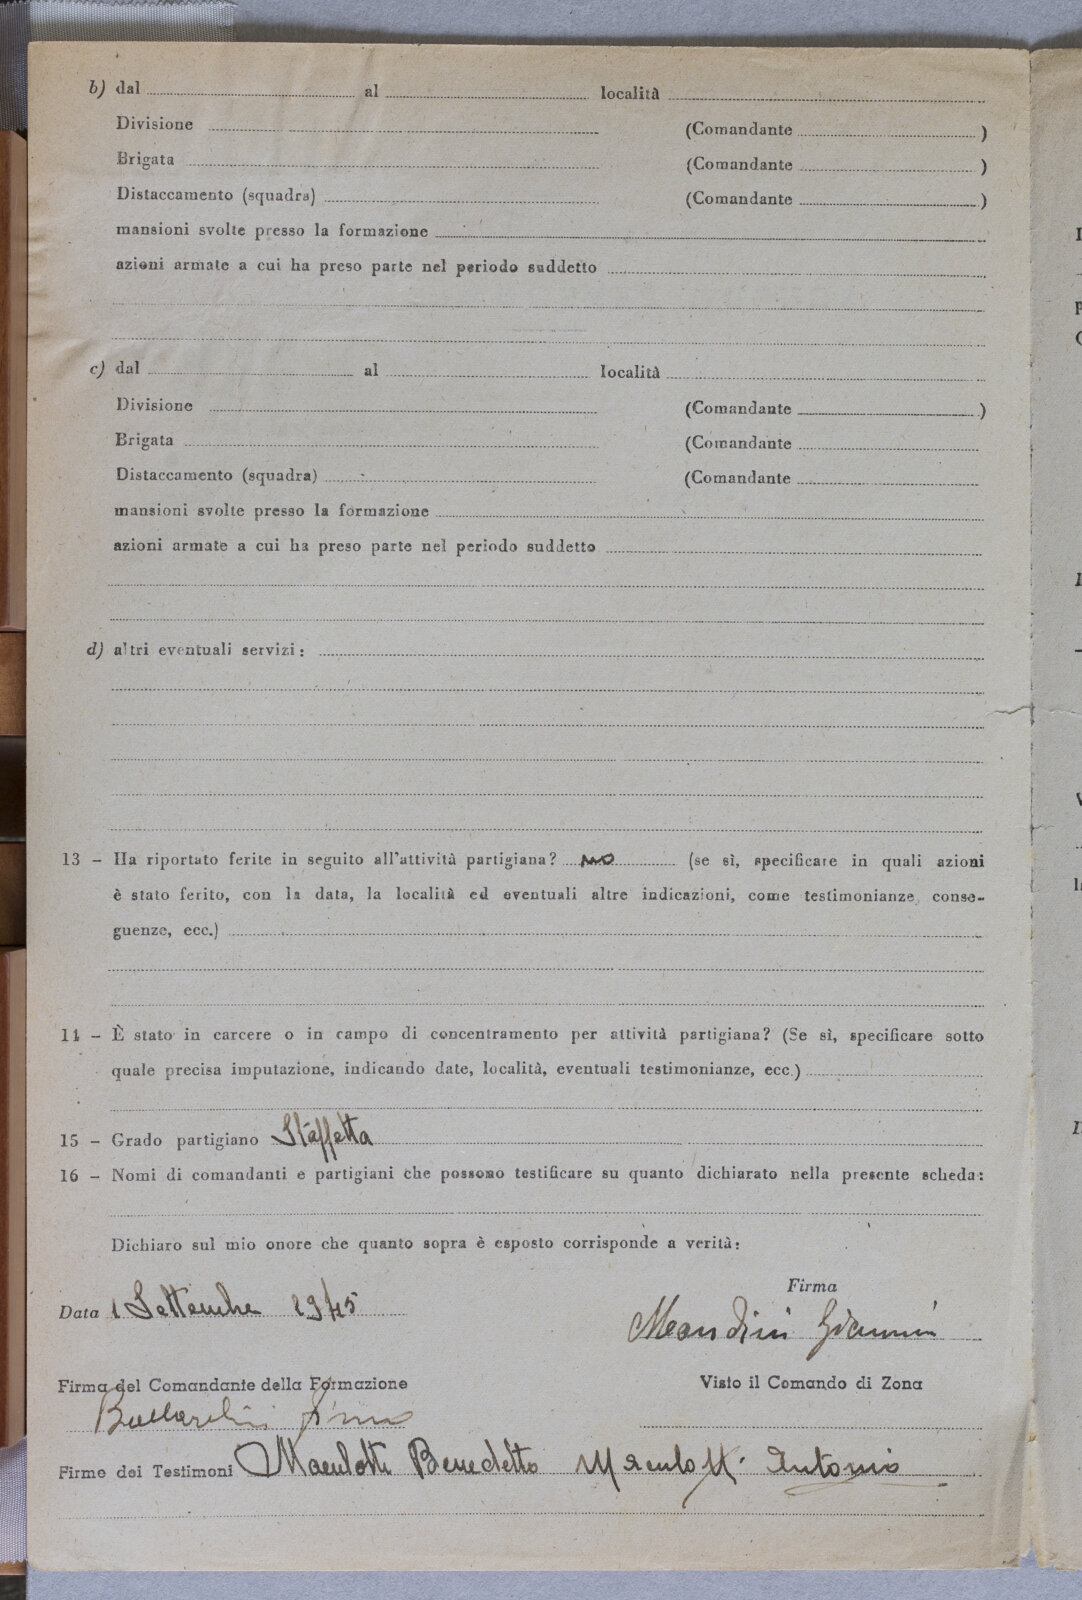 b) dal al località
Divisione (Comandante )
Brigata (Comandante )
Distaccamento (squadra) (Comandante )
mansioni svolte presso la formazione
azioni armate a cui ha preso parte nel periodo suddetto
c) dal al località
Divisione (Comandante )
Brigata (Comandante
Distaccamento (squadra) (Comandante
mansioni svolte presso la formazione
azioni armate a cui ha preso parte nel periodo suddetto
d) altri eventuali servizi:
13 - Ha riportato ferite in seguito all'attività partigiana? no (se sì, specificare in quali azioni
è stato ferito, con la data, la località ed eventuali altre indicazioni, come testimonianze, conse-
guenze, ecc.)
14 - È stato in carcere o in campo di concentramento per attività partigiana? (Se sì, specificare sotto
quale precisa imputazione, indicando date, località, eventuali testimonianze, ecc.)
15 - Grado partigiano Staffetta
16 - Nomi di comandanti e partigiani che possono testificare su quanto dichiarato nella presente scheda:
Dichiaro sul mio onore che quanto sopra è esposto corrisponde a verità:
Firma
Data 1 Settembre 1945
Mandini Giannini
Firma del Comandante della Formazione Visto il Comando di Zona
Firme dei Testimoni Maculotti Benedetto Maculotti Antonio